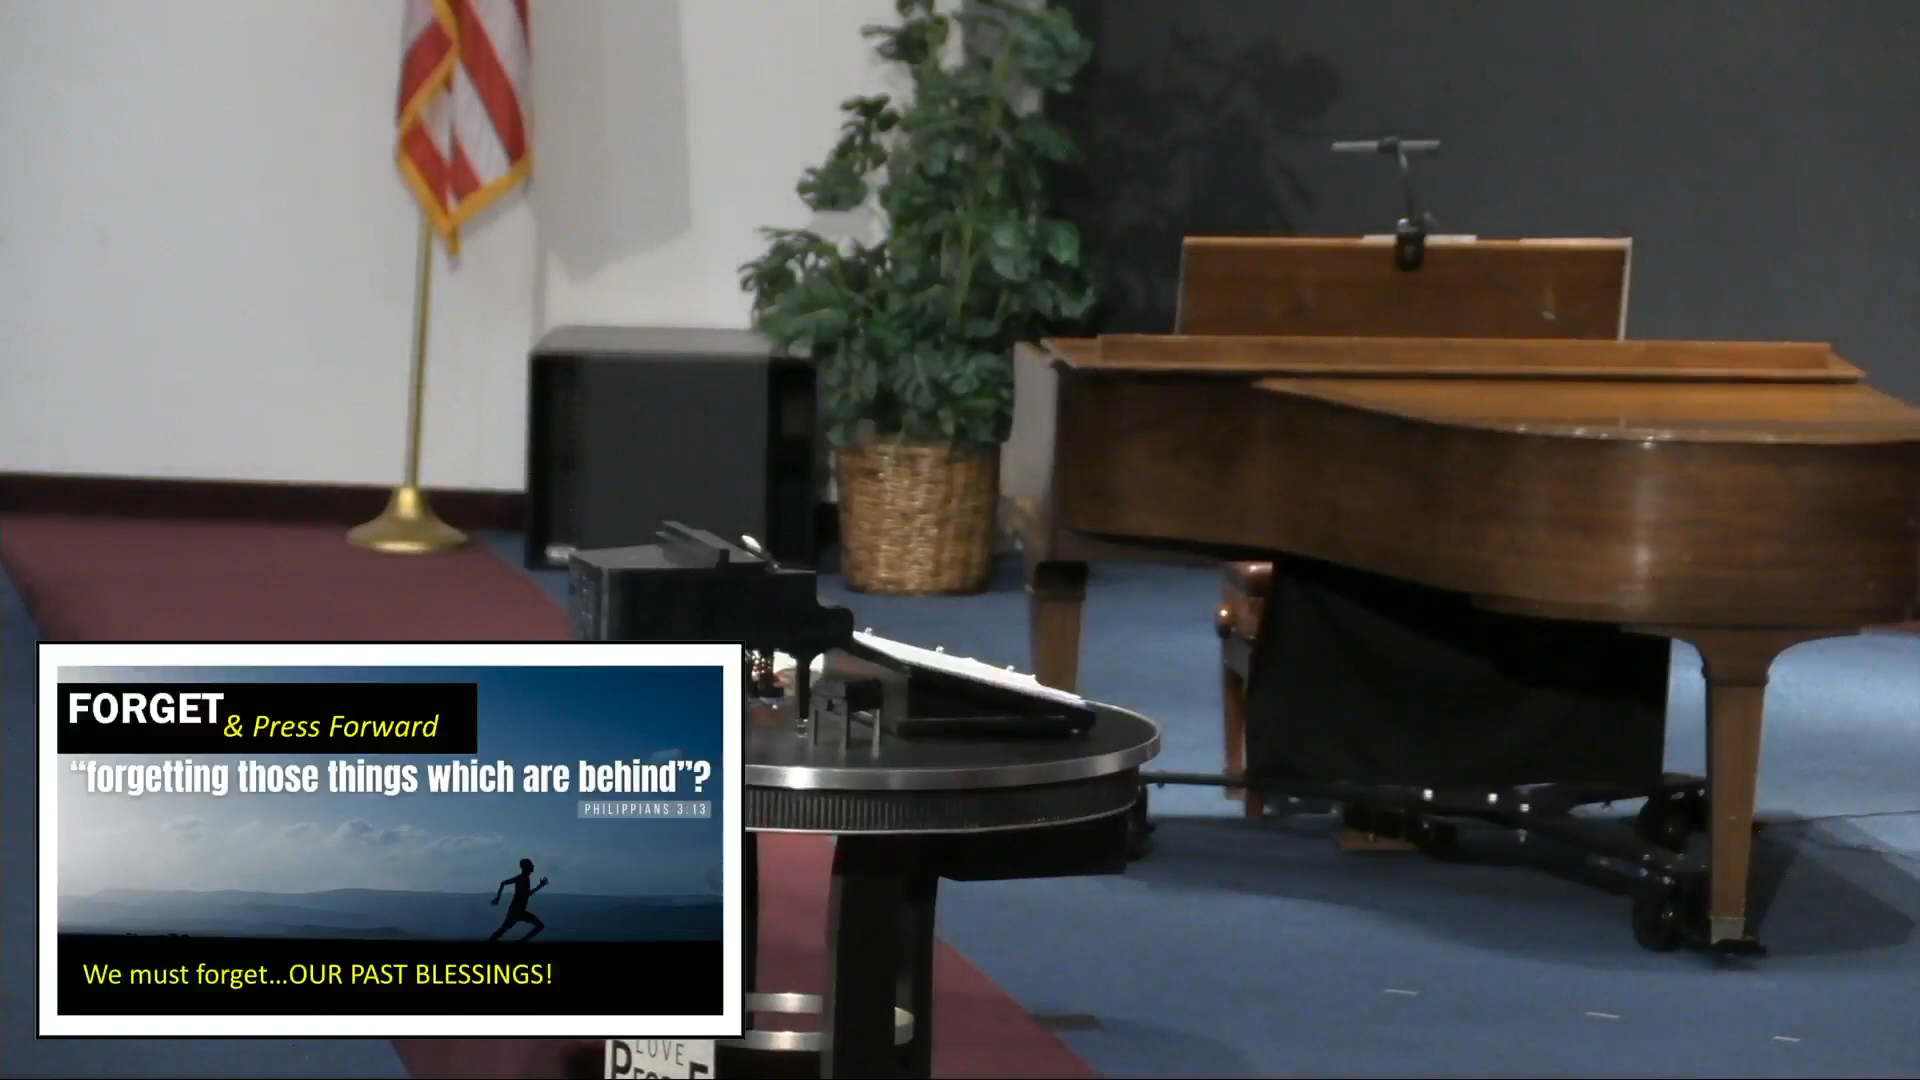 FORGET
& Press Forward
“forgetting those things which are behind”?
PHILIPPIANS 3:13
We must forget...OUR PAST BLESSINGS!
LOVE